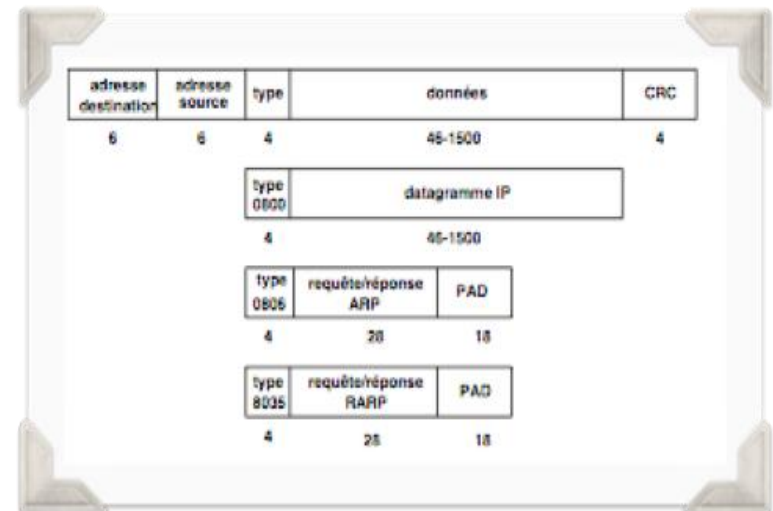 adresse destination
adresse source
type
données
CRC
6
6
4
46-1500
4
type 0800
datagramme IP
4
46-1500
type 0806
requête/réponse ARP
PAD
4
28
18
type 8035
requête/réponse RARP
PAD
4
28
18